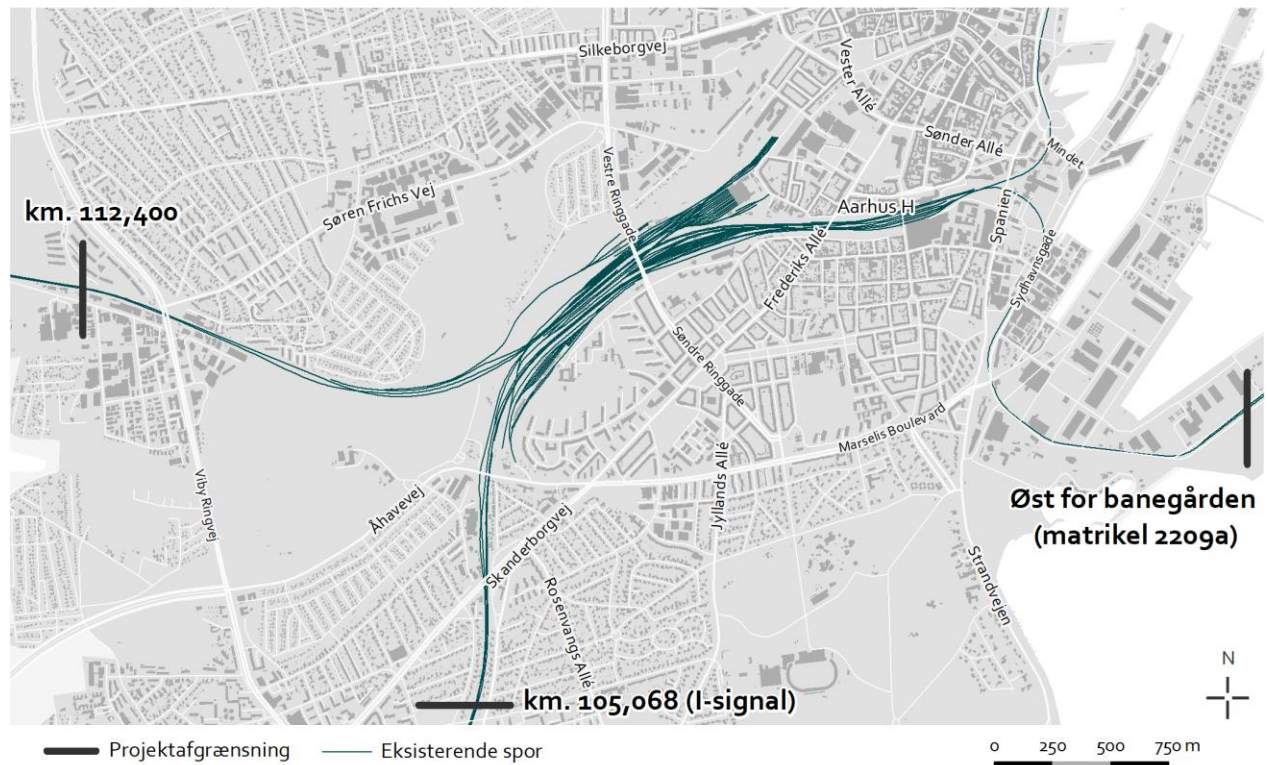 Silkeborgvej
Vester Allé
Sønder Allé
Mindet
Vestre Ringgade
Søren Frichs Vej
km. 112,400
Aarhus H
Spanien
Frederiks Allé
Sydhavnsgade
Søndre Ringgade
Marselis Boulevard
Viby Ringvej
Åhavevej
Jyllands Allé
Skanderborgvej
Øst for banegården
(matrikel 2209a)
Strandvejen
Rosenvangs Allé
km. 105,068 (I-signal)
N
Projektafgrænsning
Eksisterende spor
0 250 500 750 m